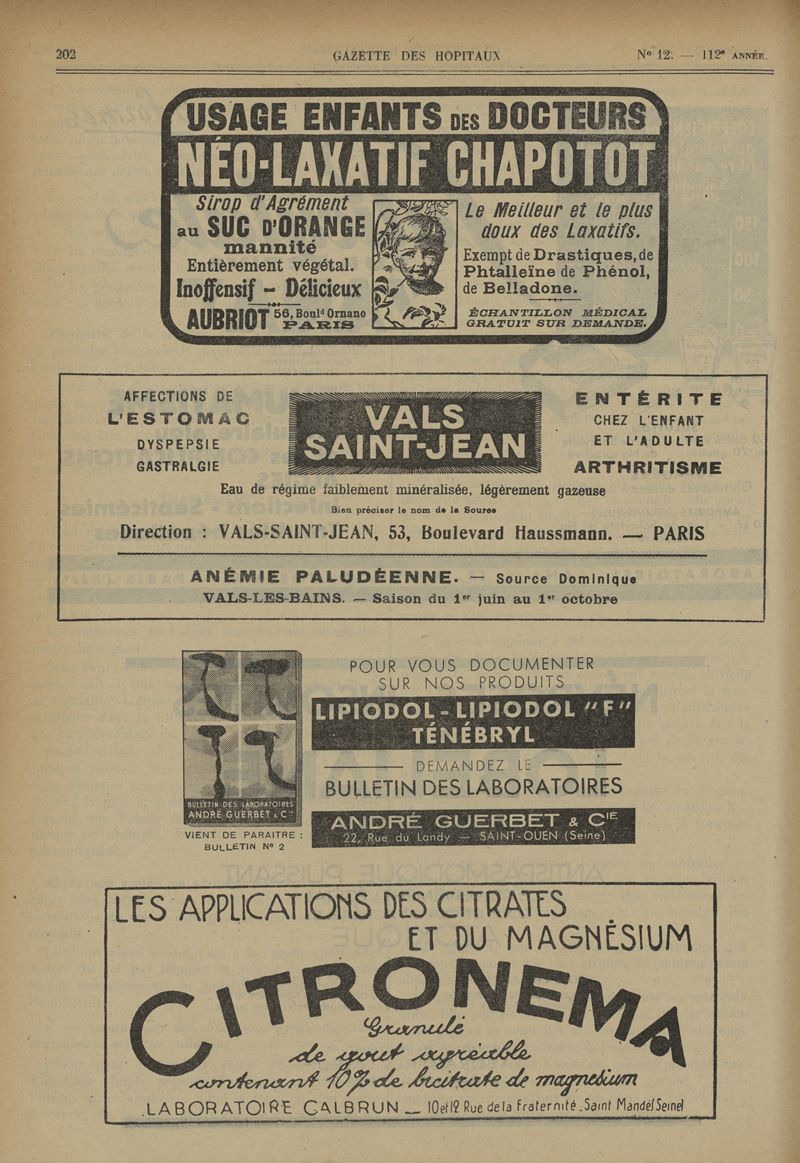 202
GAZETTE DES HOPITAUX
N° 12. — 112e ANNÉE.
USAGE ENFANTS DES DOCTEURS
NÉO-LAXATIF CHAPOTOT
Sirop d'Agrément
au SUC D'ORANGE
mannité
Entièrement végétal.
Inoffensif - Délicieux
AUBRIOT 56, Bould Ornano
PARIS
Le Meilleur et le plus
doux des Laxatifs.
Exempt de Drastiques, de
Phtalleïne de Phénol,
de Belladone.
ÉCHANTILLON MÉDICAL
GRATUIT SUR DEMANDE.
AFFECTIONS DE
L'ESTOMAC
DYSPEPSIE
GASTRALGIE
VALS
SAINT-JEAN
ENTÉRITE
CHEZ L'ENFANT
ET L'ADULTE
ARTHRITISME
Eau de régime faiblement minéralisée, légèrement gazeuse
Bien préciser le nom de la Source
Direction : VALS-SAINT-JEAN, 53, Boulevard Haussmann. — PARIS
ANÉMIE PALUDÉENNE. — Source Dominique
VALS-LES-BAINS. — Saison du 1er juin au 1er octobre
BULLETIN DES LABORATOIRES
ANDRÉ GUERBET & Cie
VIENT DE PARAITRE :
BULLETIN N° 2
POUR VOUS DOCUMENTER
SUR NOS PRODUITS
LIPIODOL - LIPIODOL "F"
TÉNÉBRYL
DEMANDEZ LE
BULLETIN DES LABORATOIRES
ANDRÉ GUERBET & CIE
22, Rue du Landy — SAINT-OUEN (Seine)
LES APPLICATIONS DES CITRATES
ET DU MAGNÉSIUM
CITRONEMA
Granulé
de gout agréable
contenant 10% de bicitrate de magnésium
LABORATOIRE CALBRUN — 10 et 12 Rue de la Fraternité. Saint Mandé (Seine)